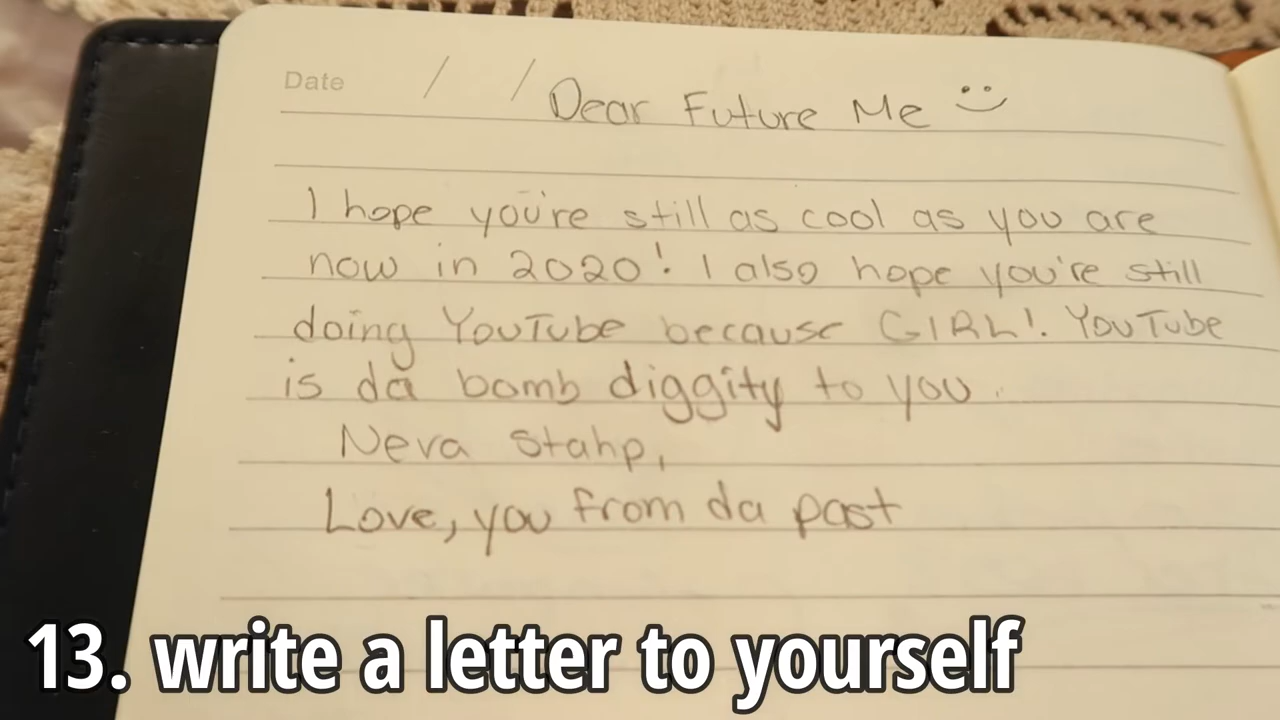 Date / / Dear Future Me
I hope you're still as cool as you are
now in 2020! I also hope you're still
doing YouTube because GIRL! YouTube
is da bomb diggity to you.
Neva Stahp,
Love, you from da past
13. write a letter to yourself